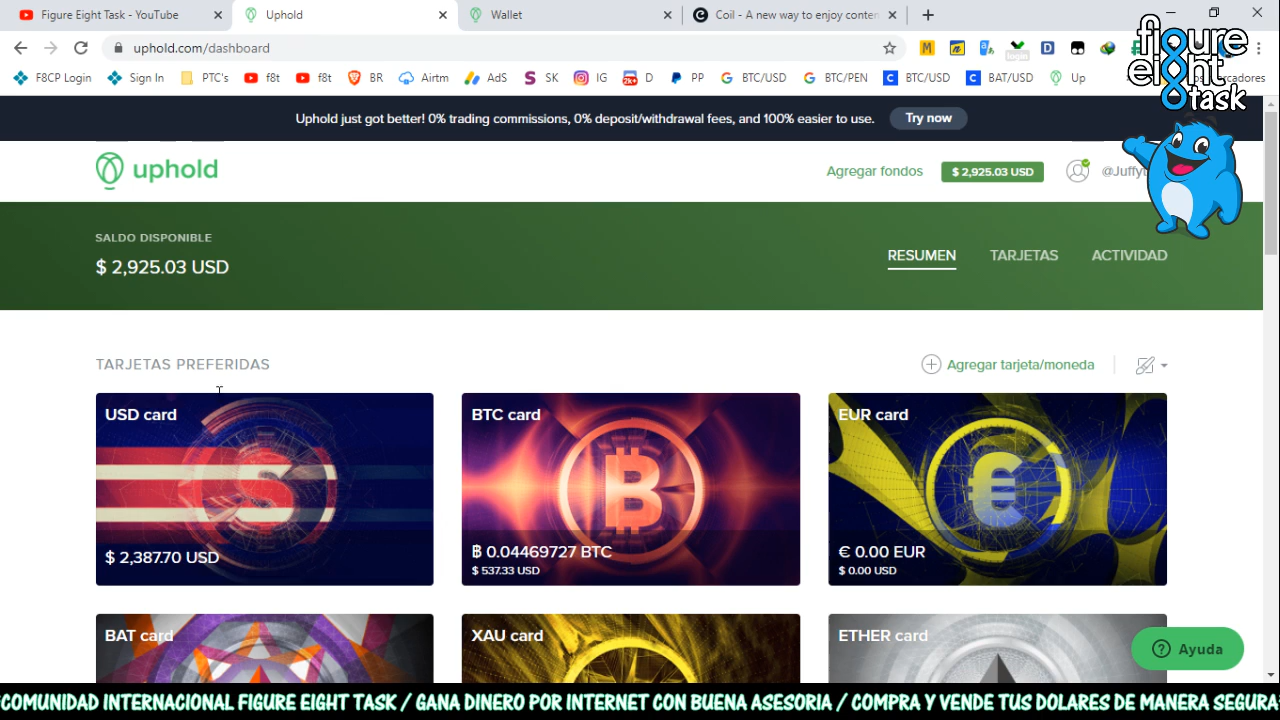 Figure Eight Task - YouTube
Uphold
Wallet
Coil - A new way to enjoy conten
uphold.com/dashboard
F8CP Login
Sign In
PTC's
f8t
f8t
BR
Airtm
AdS
SK
IG
D
PP
BTC/USD
BTC/PEN
BTC/USD
BAT/USD
Up
cadores
figure
eight
task
Uphold just got better! 0% trading commissions, 0% deposit/withdrawal fees, and 100% easier to use.
Try now
uphold
Agregar fondos
$ 2,925.03 USD
SALDO DISPONIBLE
$ 2,925.03 USD
RESUMEN
TARJETAS
ACTIVIDAD
TARJETAS PREFERIDAS
Agregar tarjeta/moneda
USD card
$ 2,387.70 USD
BTC card
฿ 0.04469727 BTC
$ 537.33 USD
EUR card
€ 0.00 EUR
$ 0.00 USD
BAT card
XAU card
ETHER card
Ayuda
COMUNIDAD INTERNACIONAL FIGURE EIGHT TASK / GANA DINERO POR INTERNET CON BUENA ASESORIA / COMPRA Y VENDE TUS DOLARES DE MANERA SEGURA